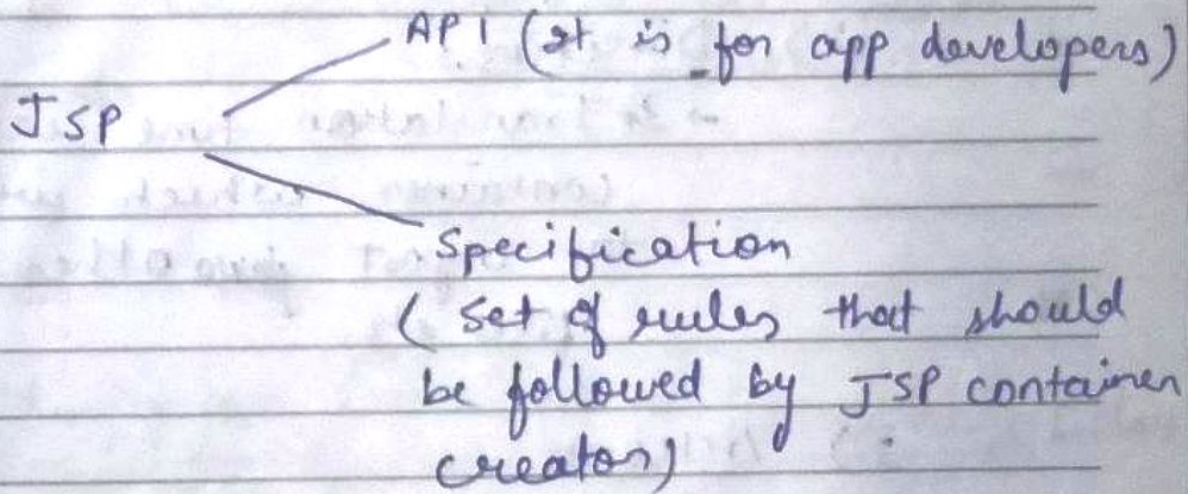 API (It is for app developers)
JSP
Specification
( set of rules that should
be followed by JSP container
creator)